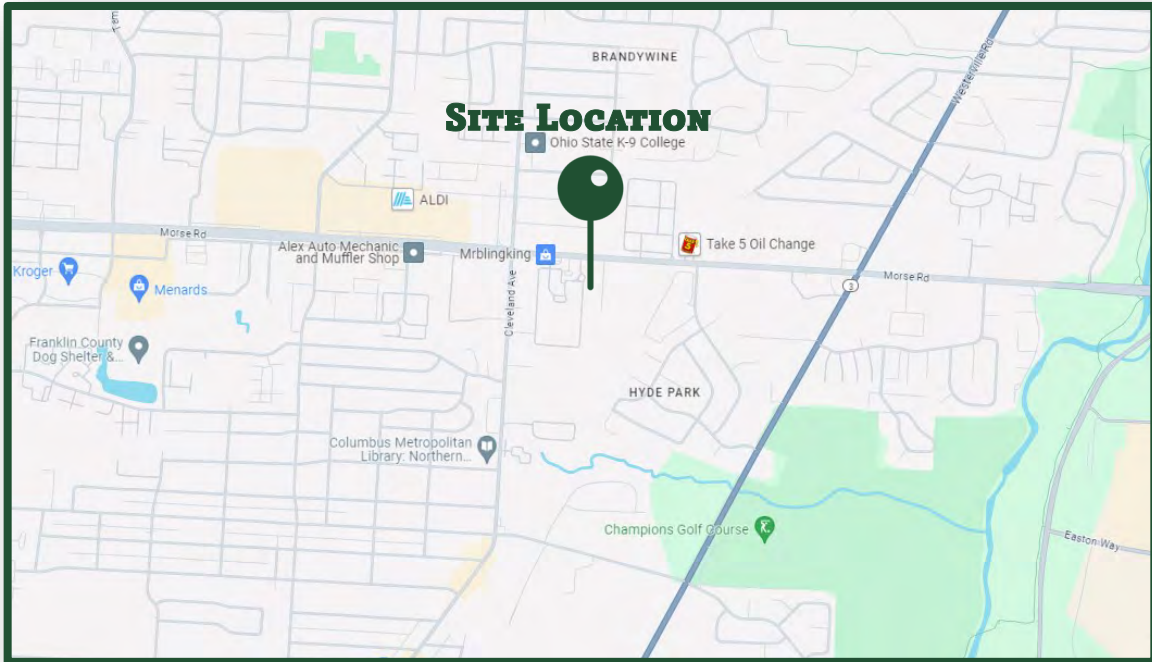 BRANDYWINE
Westerville Rd
SITE LOCATION
Ohio State K-9 College
ALDI
Morse Rd
Alex Auto Mechanic
and Muffler Shop
Mrblingking
Take 5 Oil Change
Kroger
Menards
3
Morse Rd
Cleveland Ave
Franklin County
Dog Shelter &...
HYDE PARK
Columbus Metropolitan
Library: Northern...
Champions Golf Course
Easton Way